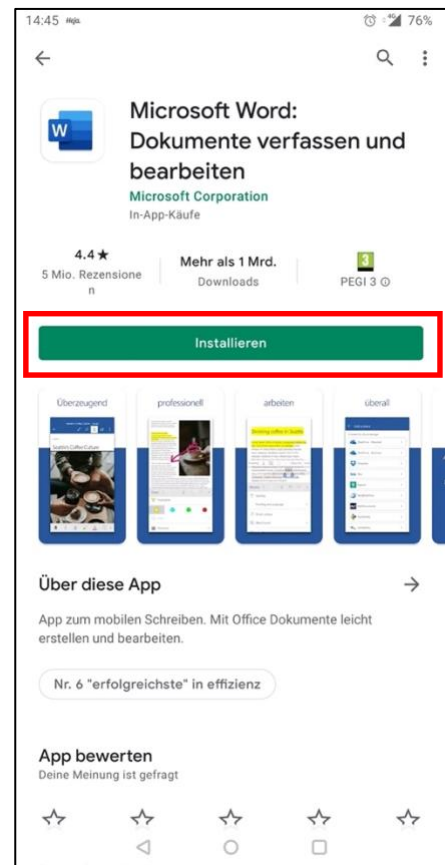 14:45 Heja.
4G 76%
W
Microsoft Word:
Dokumente verfassen und
bearbeiten
Microsoft Corporation
In-App-Käufe
4.4★
5 Mio. Rezensione
n
Mehr als 1 Mrd.
Downloads
3
PEGI 3
Installieren
Überzeugend
professionell
arbeiten
überall
Über diese App
App zum mobilen Schreiben. Mit Office Dokumente leicht
erstellen und bearbeiten.
Nr. 6 "erfolgreichste" in effizienz
App bewerten
Deine Meinung ist gefragt